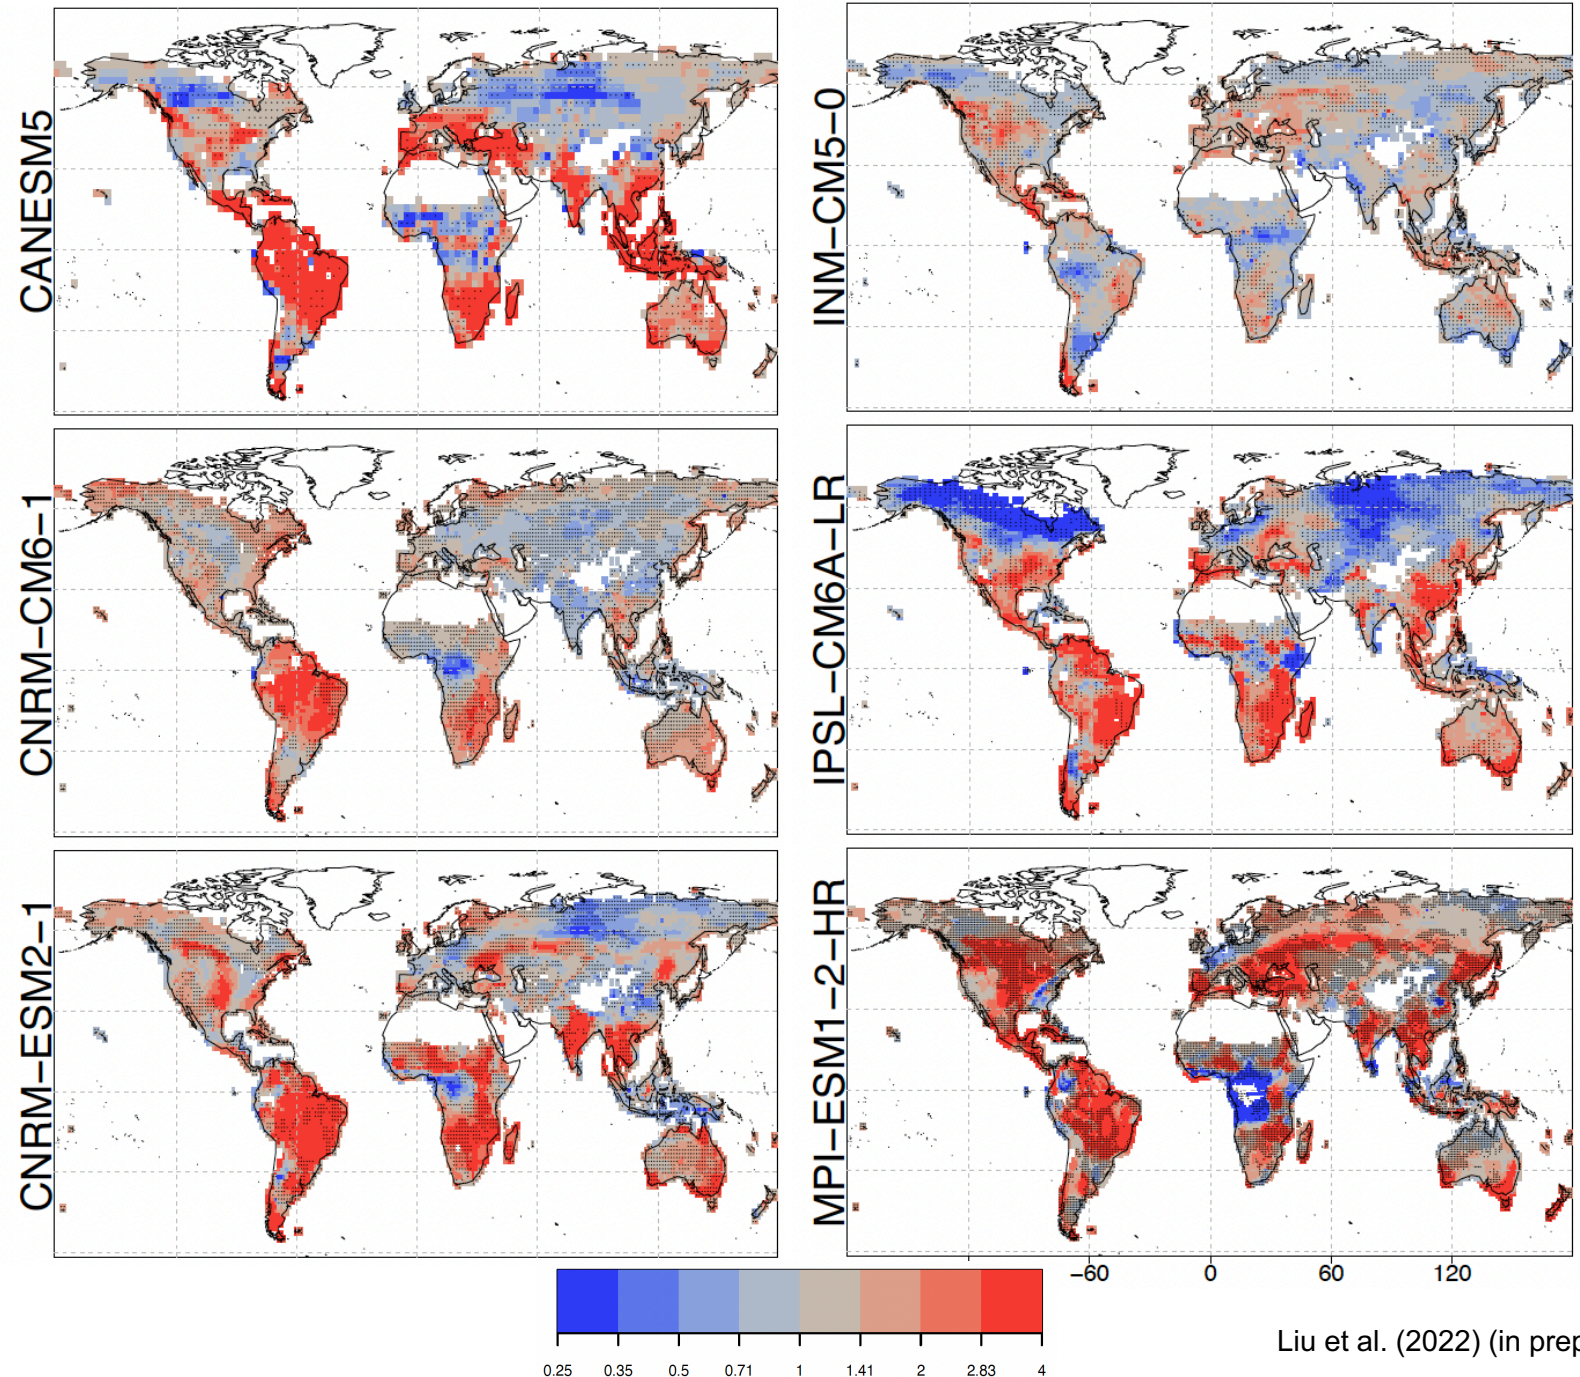 CANESM5
INM-CM5-0
CNRM-CM6-1
IPSL-CM6A-LR
CNRM-ESM2-1
MPI-ESM1-2-HR
-60 0 60 120
0.25 0.35 0.5 0.71 1 1.41 2 2.83 4
Liu et al. (2022) (in prep